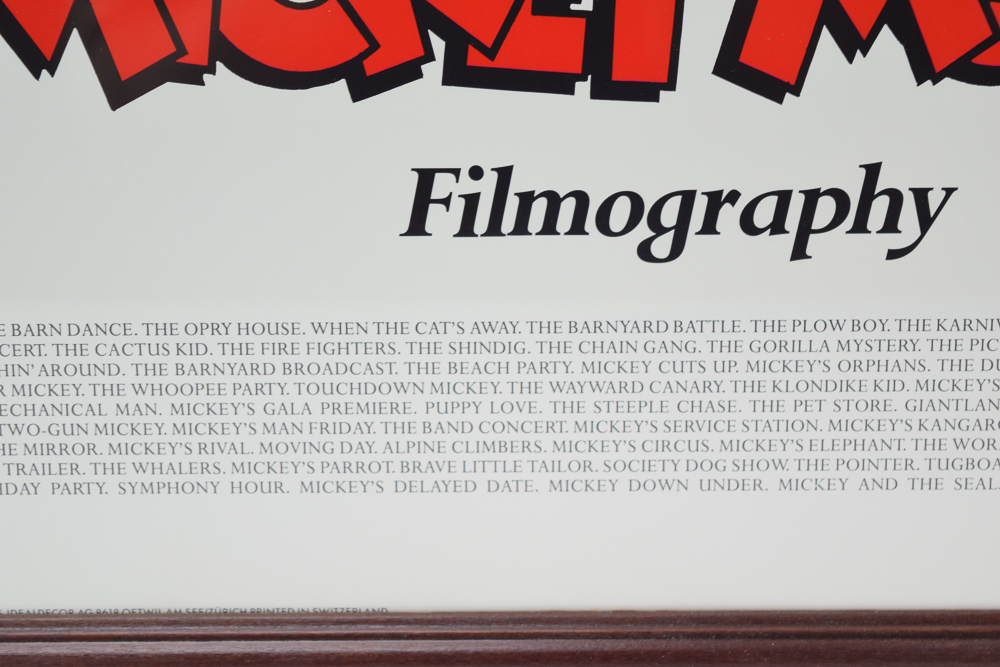 MICKEY M
Filmography
E BARN DANCE. THE OPRY HOUSE. WHEN THE CAT'S AWAY. THE BARNYARD BATTLE. THE PLOW BOY. THE KARNIV
CERT. THE CACTUS KID. THE FIRE FIGHTERS. THE SHINDIG. THE CHAIN GANG. THE GORILLA MYSTERY. THE PIC
HIN' AROUND. THE BARNYARD BROADCAST. THE BEACH PARTY. MICKEY CUTS UP. MICKEY'S ORPHANS. THE DU
R MICKEY. THE WHOOPEE PARTY. TOUCHDOWN MICKEY. THE WAYWARD CANARY. THE KLONDIKE KID. MICKEY'S
ECHANICAL MAN. MICKEY'S GALA PREMIERE. PUPPY LOVE. THE STEEPLE CHASE. THE PET STORE. GIANTLAN
TWO-GUN MICKEY. MICKEY'S MAN FRIDAY. THE BAND CONCERT. MICKEY'S SERVICE STATION. MICKEY'S KANGARO
HE MIRROR. MICKEY'S RIVAL. MOVING DAY. ALPINE CLIMBERS. MICKEY'S CIRCUS. MICKEY'S ELEPHANT. THE WOR
TRAILER. THE WHALERS. MICKEY'S PARROT. BRAVE LITTLE TAILOR. SOCIETY DOG SHOW. THE POINTER. TUGBOA
IDAY PARTY. SYMPHONY HOUR. MICKEY'S DELAYED DATE. MICKEY DOWN UNDER. MICKEY AND THE SEAL.
IDEALDECOR AG 8618 OETWIL AM SEE/ZÜRICH PRINTED IN SWITZERLAND